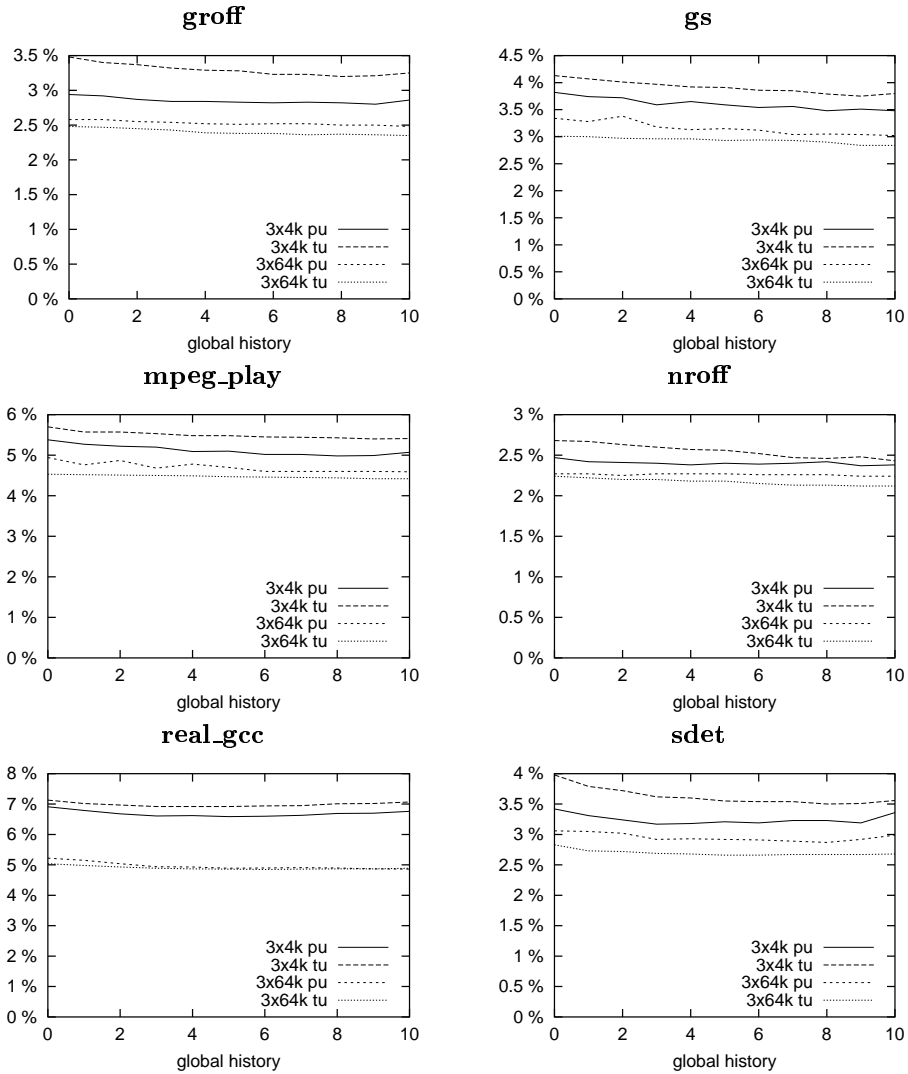 groff
3.5 %
3 %
2.5 %
2 %
1.5 %
1 %
0.5 %
0 %
3x4k pu
3x4k tu
3x64k pu
3x64k tu
0 2 4 6 8 10
global history
gs
4.5 %
4 %
3.5 %
3 %
2.5 %
2 %
1.5 %
1 %
0.5 %
0 %
3x4k pu
3x4k tu
3x64k pu
3x64k tu
0 2 4 6 8 10
global history
mpeg_play
6 %
5 %
4 %
3 %
2 %
1 %
0 %
3x4k pu
3x4k tu
3x64k pu
3x64k tu
0 2 4 6 8 10
global history
nroff
3 %
2.5 %
2 %
1.5 %
1 %
0.5 %
0 %
3x4k pu
3x4k tu
3x64k pu
3x64k tu
0 2 4 6 8 10
global history
real_gcc
8 %
7 %
6 %
5 %
4 %
3 %
2 %
1 %
0 %
3x4k pu
3x4k tu
3x64k pu
3x64k tu
0 2 4 6 8 10
global history
sdet
4 %
3.5 %
3 %
2.5 %
2 %
1.5 %
1 %
0.5 %
0 %
3x4k pu
3x4k tu
3x64k pu
3x64k tu
0 2 4 6 8 10
global history